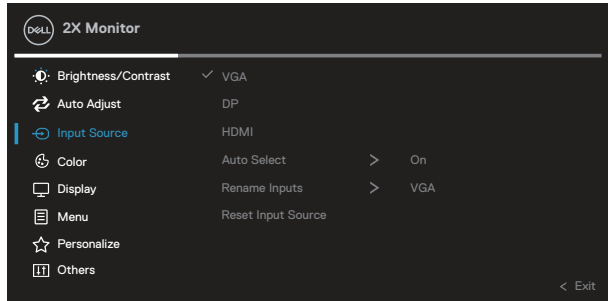 DELL 2X Monitor
Brightness/Contrast VGA
Auto Adjust DP
Input Source HDMI
Color Auto Select > On
Display Rename Inputs > VGA
Menu Reset Input Source
Personalize
Others
< Exit